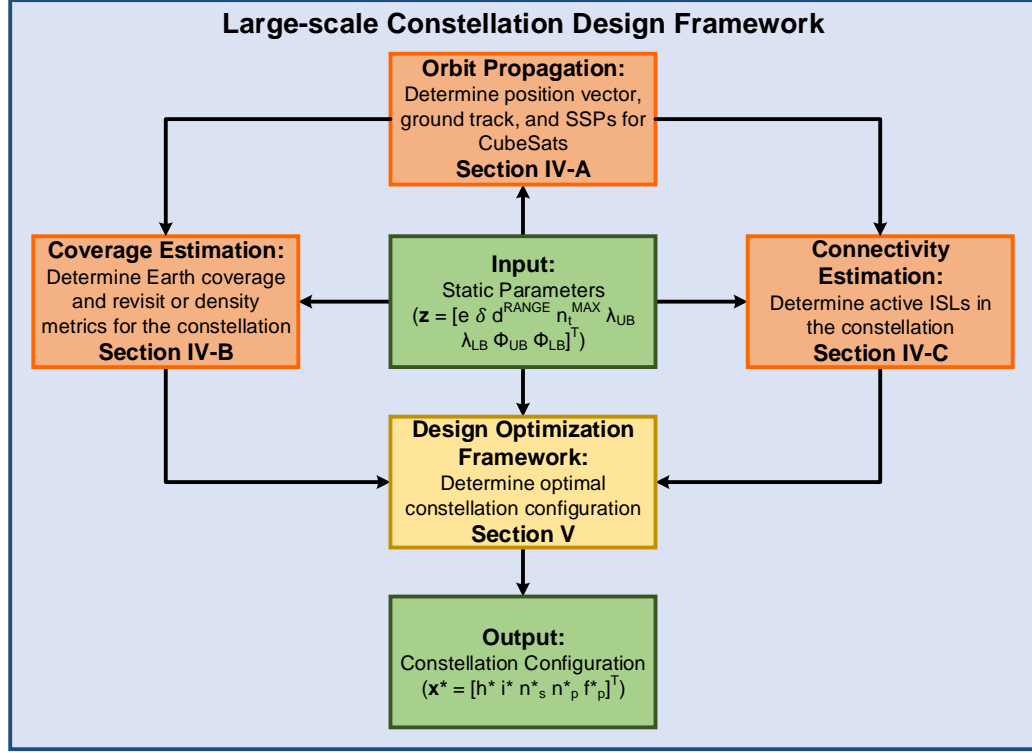 Large-scale Constellation Design Framework
Orbit Propagation:
Determine position vector,
ground track, and SSPs for
CubeSats
Section IV-A
Coverage Estimation:
Determine Earth coverage
and revisit or density
metrics for the constellation
Section IV-B
Input:
Static Parameters
(z = [e δ d^RANGE n_t^MAX λ_UB
λ_LB Φ_UB Φ_LB]^T)
Connectivity
Estimation:
Determine active ISLs in
the constellation
Section IV-C
Design Optimization
Framework:
Determine optimal
constellation configuration
Section V
Output:
Constellation Configuration
(x* = [h* i* n*_s n*_p f*_p]^T)